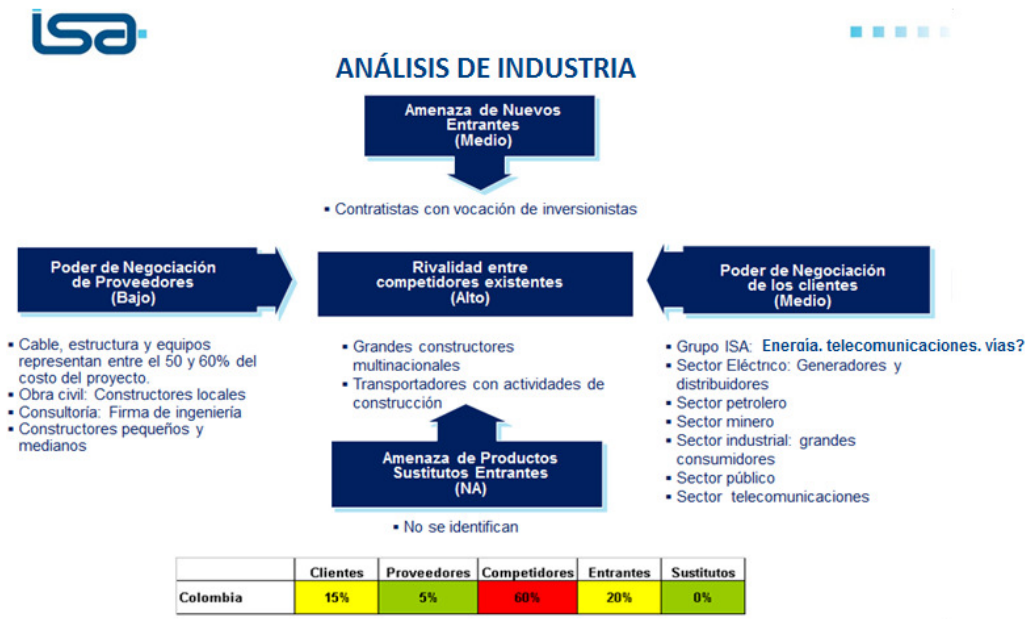 isa
ANÁLISIS DE INDUSTRIA
Amenaza de Nuevos
Entrantes
(Medio)
▪ Contratistas con vocación de inversionistas
Poder de Negociación
de Proveedores
(Bajo)
▪ Cable, estructura y equipos
representan entre el 50 y 60% del
costo del proyecto.
▪ Obra civil: Constructores locales
▪ Consultoría: Firma de ingeniería
▪ Constructores pequeños y
medianos
Rivalidad entre
competidores existentes
(Alto)
▪ Grandes constructores
multinacionales
▪ Transportadores con actividades de
construcción
Poder de Negociación
de los clientes
(Medio)
▪ Grupo ISA: Energía. telecomunicaciones. vías?
▪ Sector Eléctrico: Generadores y
distribuidores
▪ Sector petrolero
▪ Sector minero
▪ Sector industrial: grandes
consumidores
▪ Sector público
▪ Sector telecomunicaciones
Amenaza de Productos
Sustitutos Entrantes
(NA)
▪ No se identifican
Clientes Proveedores Competidores Entrantes Sustitutos
Colombia 15% 5% 60% 20% 0%